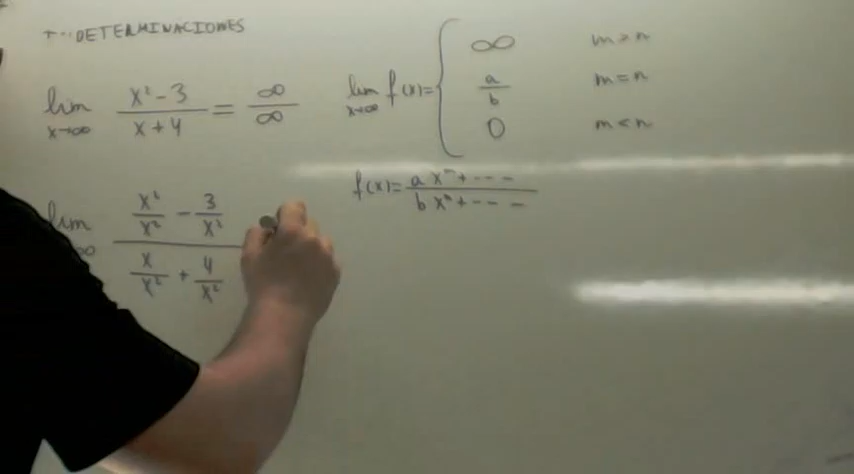 DETERMINACIONES
lim x→∞ (x² - 3)/(x + 4) = ∞/∞
lim x→∞ f(x) = { ∞ m > n
a/b m = n
0 m < n
f(x) = (a xᵐ + ---)/(b xⁿ + ---)
lim ∞ (x²/x² - 3/x²)/(x/x² + 4/x²)